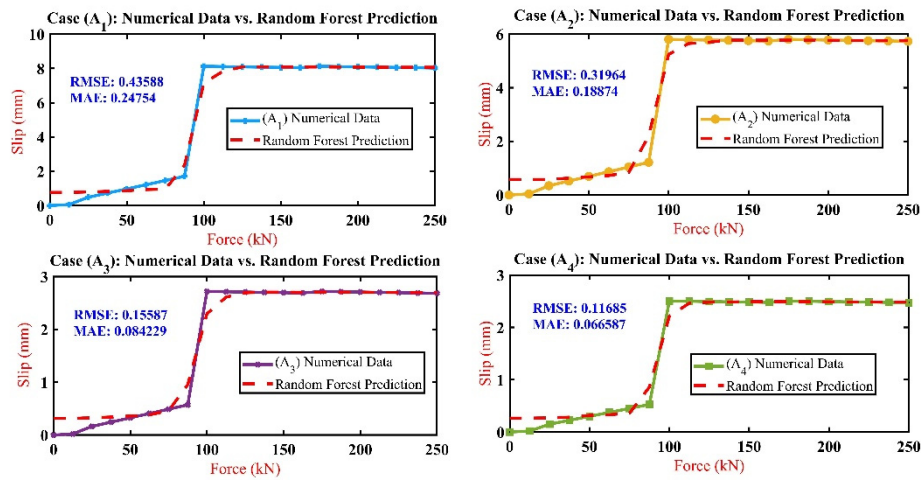 Case (A1): Numerical Data vs. Random Forest Prediction
10
8
6
4
2
0
Slip (mm)
RMSE: 0.43588
MAE: 0.24754
(A1) Numerical Data
Random Forest Prediction
0 50 100 150 200 250
Force (kN)
Case (A2): Numerical Data vs. Random Forest Prediction
6
4
2
0
Slip (mm)
RMSE: 0.31964
MAE: 0.18874
(A2) Numerical Data
Random Forest Prediction
0 50 100 150 200 250
Force (kN)
Case (A3): Numerical Data vs. Random Forest Prediction
3
2
1
0
Slip (mm)
RMSE: 0.15587
MAE: 0.084229
(A3) Numerical Data
Random Forest Prediction
0 50 100 150 200 250
Force (kN)
Case (A4): Numerical Data vs. Random Forest Prediction
3
2
1
0
Slip (mm)
RMSE: 0.11685
MAE: 0.066587
(A4) Numerical Data
Random Forest Prediction
0 50 100 150 200 250
Force (kN)